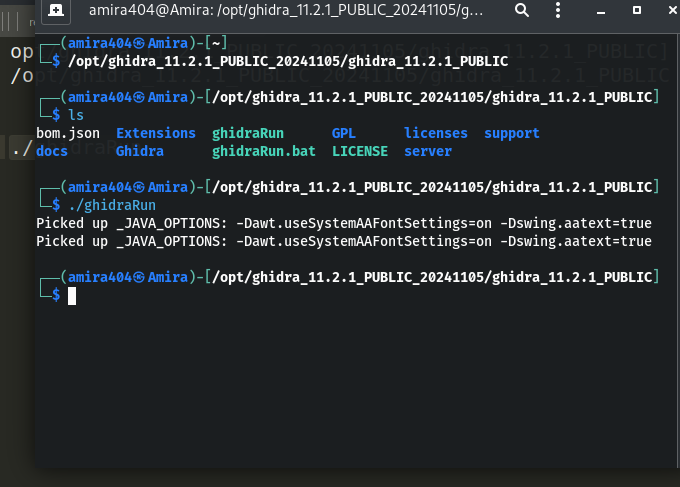 amira404@Amira: /opt/ghidra_11.2.1_PUBLIC_20241105/g...
┌──(amira404㉿Amira)-[~]
└─$ /opt/ghidra_11.2.1_PUBLIC_20241105/ghidra_11.2.1_PUBLIC
┌──(amira404㉿Amira)-[/opt/ghidra_11.2.1_PUBLIC_20241105/ghidra_11.2.1_PUBLIC]
└─$ ls
bom.json Extensions ghidraRun GPL licenses support
docs Ghidra ghidraRun.bat LICENSE server
┌──(amira404㉿Amira)-[/opt/ghidra_11.2.1_PUBLIC_20241105/ghidra_11.2.1_PUBLIC]
└─$ ./ghidraRun
Picked up _JAVA_OPTIONS: -Dawt.useSystemAAFontSettings=on -Dswing.aatext=true
Picked up _JAVA_OPTIONS: -Dawt.useSystemAAFontSettings=on -Dswing.aatext=true
┌──(amira404㉿Amira)-[/opt/ghidra_11.2.1_PUBLIC_20241105/ghidra_11.2.1_PUBLIC]
└─$